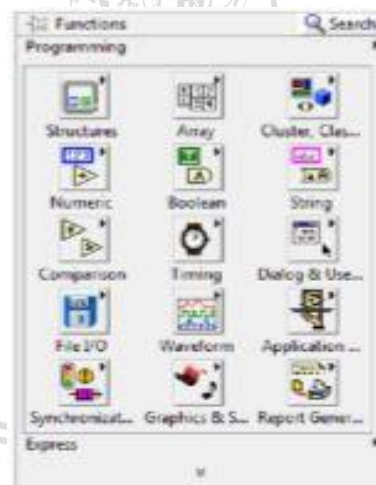 Functions Search
Programming
Structures Array Cluster, Clas...
Numeric Boolean String
Comparison Timing Dialog & Use...
File I/O Waveform Application ...
Synchronizat... Graphics & S... Report Gener...
Express